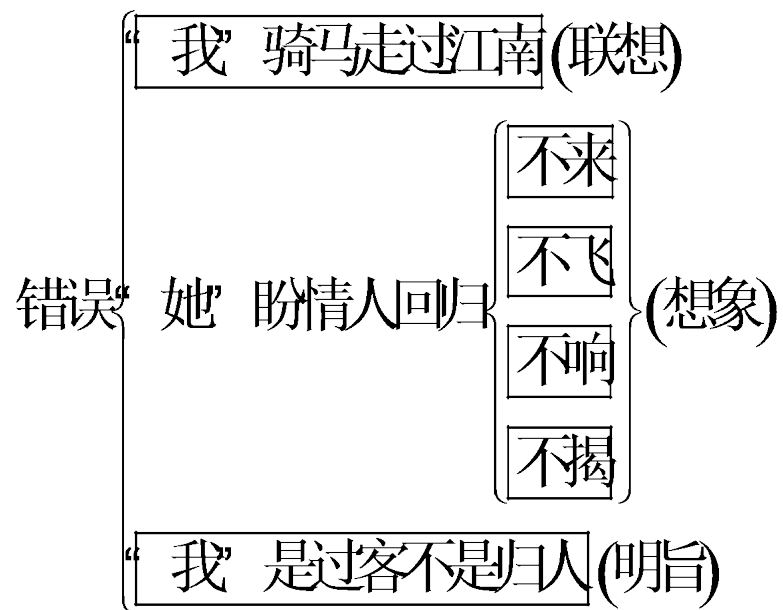 “我”骑马走过江南(联想)
不来
不飞
错误 “她”盼情人回归 (想象)
不响
不揭
“我”是过客不是归人(明旨)